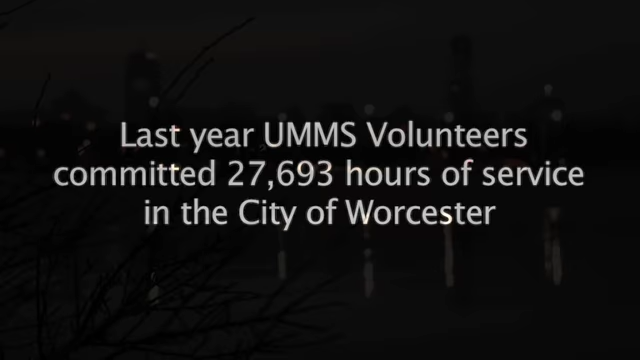 Last year UMMS Volunteers
committed 27,693 hours of service
in the City of Worcester